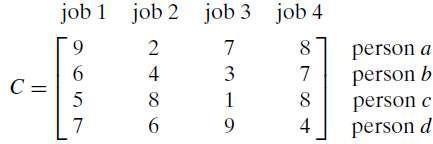 job 1 job 2 job 3 job 4
9 2 7 8 person a
6 4 3 7 person b
C =
5 8 1 8 person c
7 6 9 4 person d